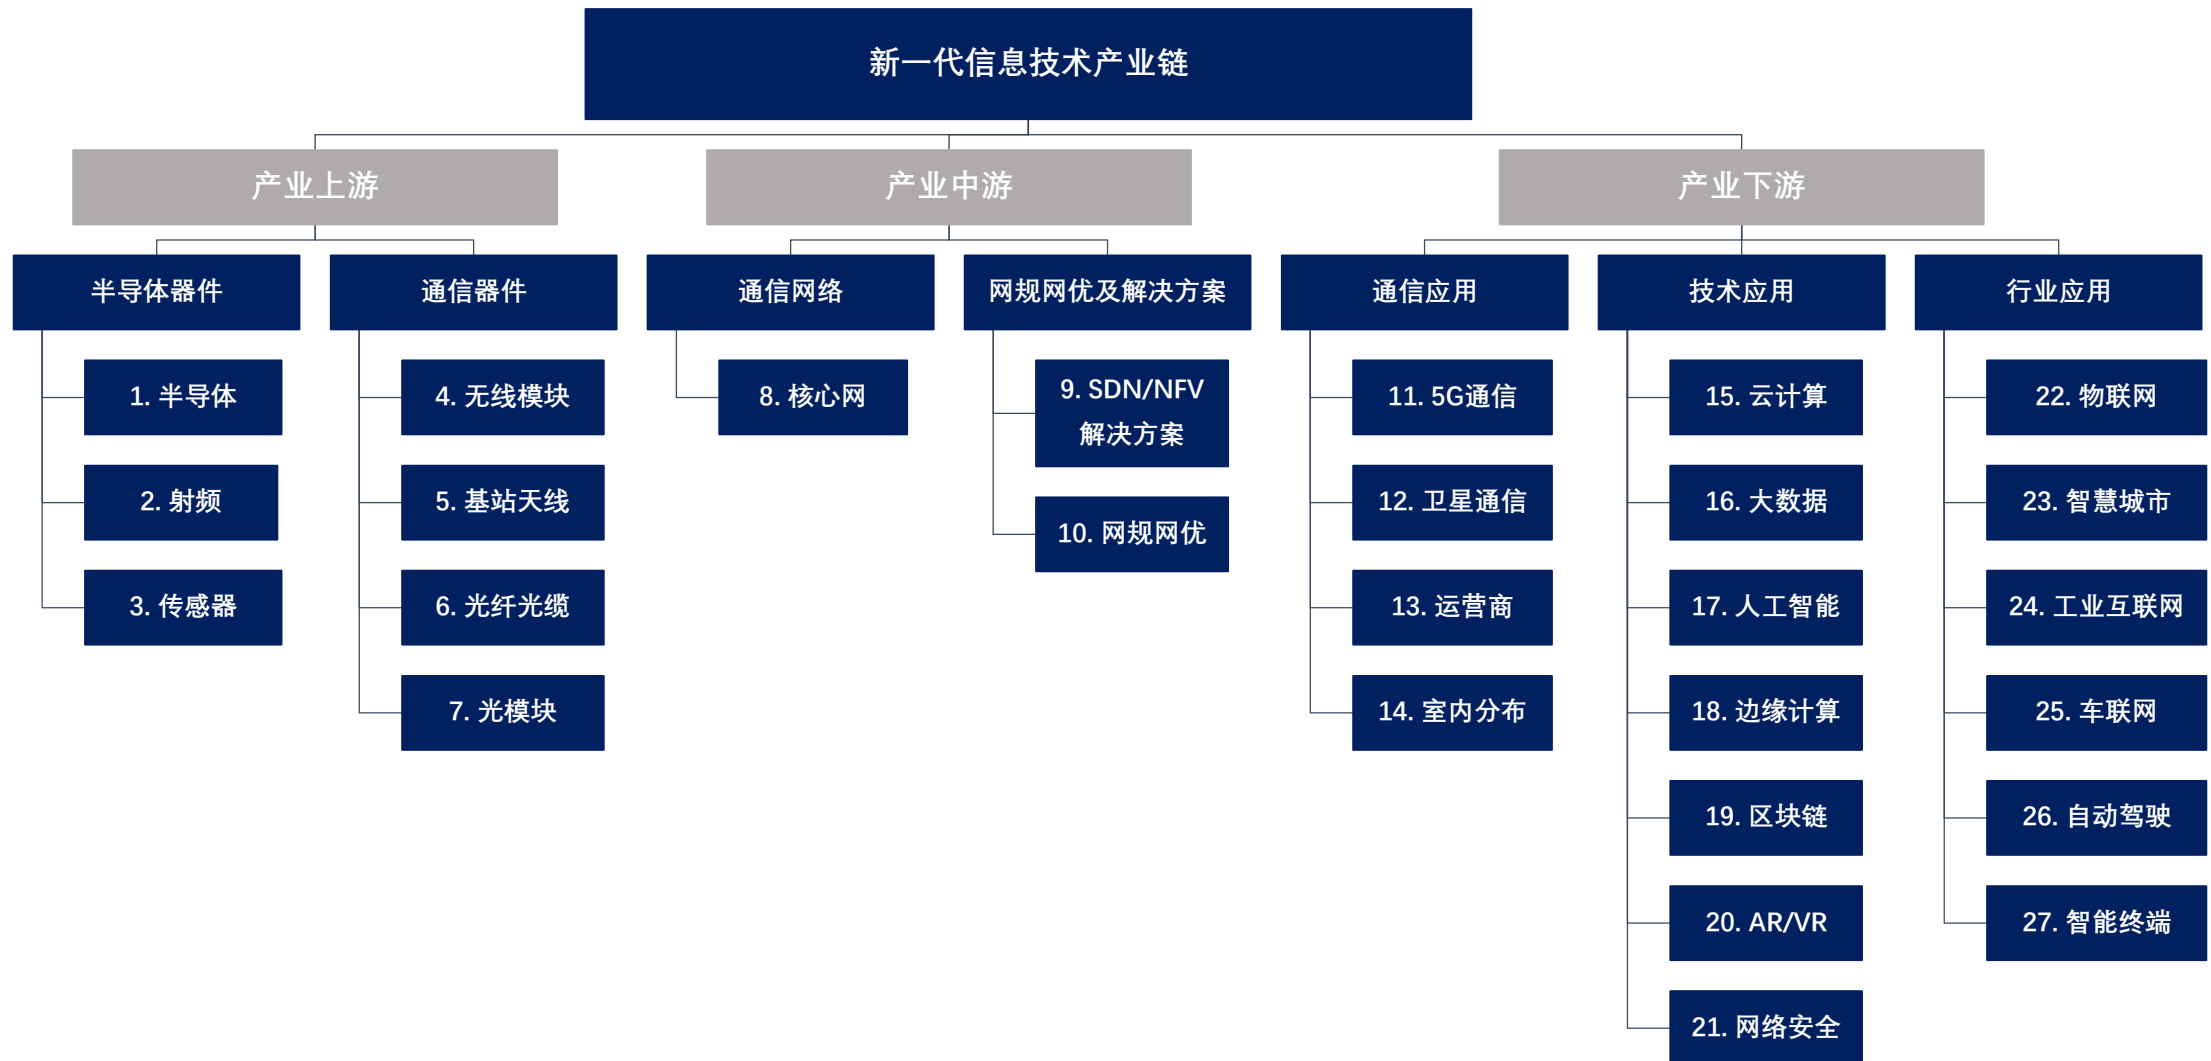 新一代信息技术产业链
产业上游
产业中游
产业下游
半导体器件
通信器件
通信网络
网规网优及解决方案
通信应用
技术应用
行业应用
1. 半导体
2. 射频
3. 传感器
4. 无线模块
5. 基站天线
6. 光纤光缆
7. 光模块
8. 核心网
9. SDN/NFV
解决方案
10. 网规网优
11. 5G通信
12. 卫星通信
13. 运营商
14. 室内分布
15. 云计算
16. 大数据
17. 人工智能
18. 边缘计算
19. 区块链
20. AR/VR
21. 网络安全
22. 物联网
23. 智慧城市
24. 工业互联网
25. 车联网
26. 自动驾驶
27. 智能终端